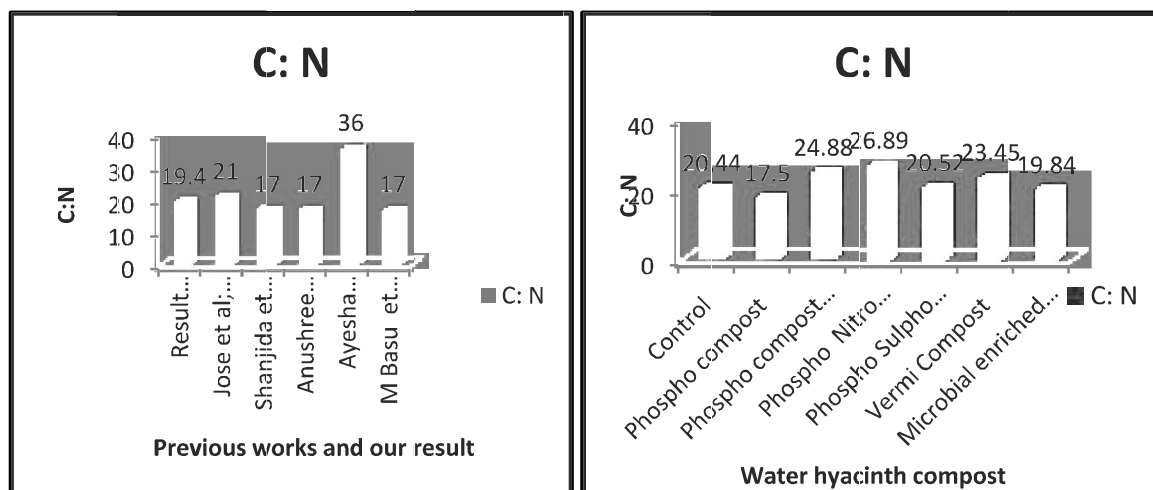 C: N
C:N
40
30
20
10
0
19.4
21
17
17
36
17
Result...
Jose et al;...
Shanjida et...
Anushree...
Ayesha...
M Basu et...
C: N
Previous works and our result
C: N
C:N
40
20
0
20.44
17.5
24.88
26.89
20.52
23.45
19.84
Control
Phospho compost
Phospho compost...
Phospho Nitro...
Phospho Sulpho...
Vermi Compost
Microbial enriched...
C: N
Water hyacinth compost